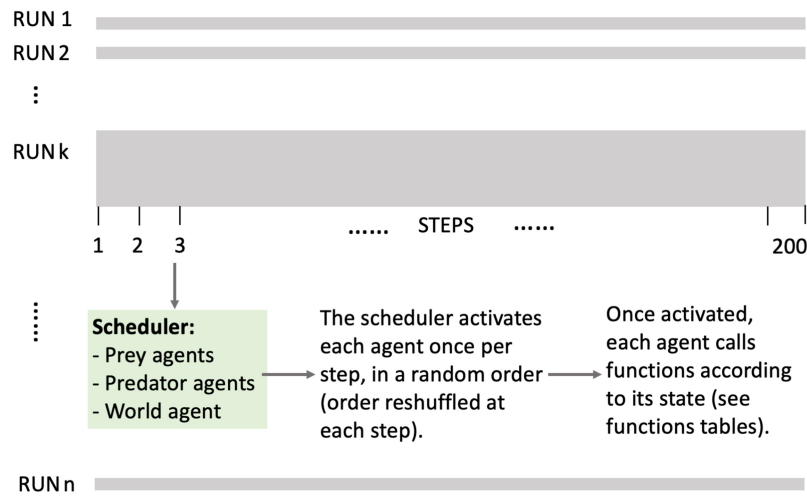 RUN 1
RUN 2
⋮
RUN k
1 2 3 ...... STEPS ...... 200
Scheduler:
- Prey agents
- Predator agents
- World agent
The scheduler activates
each agent once per
step, in a random order
(order reshuffled at
each step).
Once activated,
each agent calls
functions according
to its state (see
functions tables).
RUN n